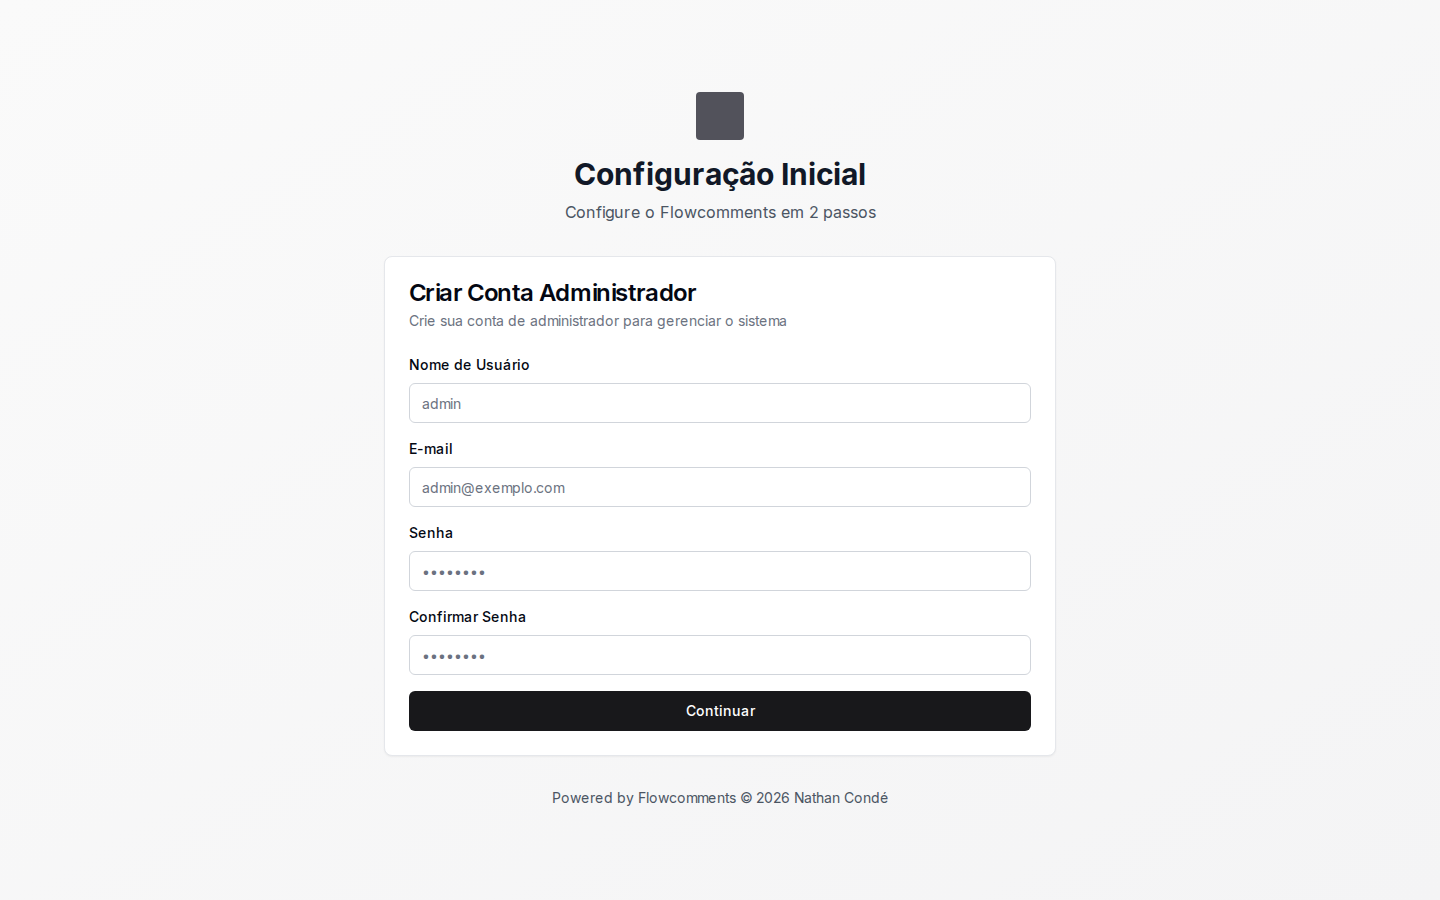 Configuração Inicial
Configure o Flowcomments em 2 passos
Criar Conta Administrador
Crie sua conta de administrador para gerenciar o sistema
Nome de Usuário
admin
E-mail
admin@exemplo.com
Senha
••••••••
Confirmar Senha
••••••••
Continuar
Powered by Flowcomments © 2026 Nathan Condé